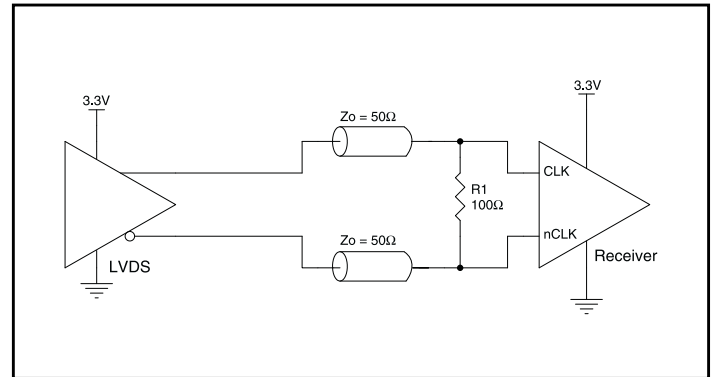 3.3V
3.3V
Zo = 50Ω
CLK
R1
100Ω
Zo = 50Ω
nCLK
LVDS
Receiver